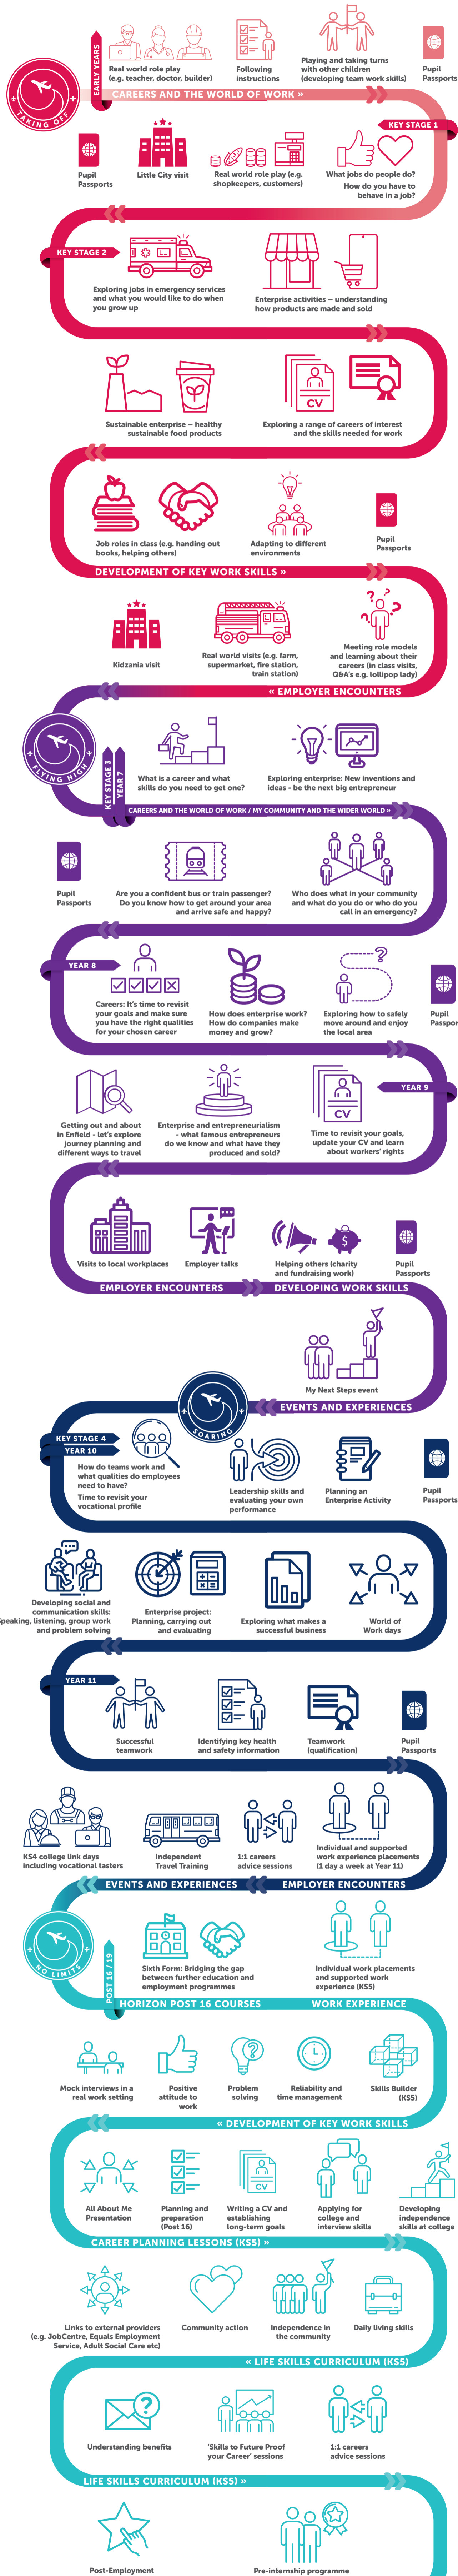 EARLY YEARS
Real world role play
(e.g. teacher, doctor, builder)
Following
instructions
Playing and taking turns
with other children
(developing team work skills)
Pupil
Passports
TAKING OFF
CAREERS AND THE WORLD OF WORK »
KEY STAGE 1
Pupil
Passports
Little City visit
Real world role play (e.g.
shopkeepers, customers)
What jobs do people do?
How do you have to
behave in a job?
KEY STAGE 2
Exploring jobs in emergency services
and what you would like to do when
you grow up
Enterprise activities – understanding
how products are made and sold
Sustainable enterprise – healthy
sustainable food products
CV
Exploring a range of careers of interest
and the skills needed for work
Job roles in class (e.g. handing out
books, helping others)
Adapting to different
environments
Pupil
Passports
DEVELOPMENT OF KEY WORK SKILLS »
Kidzania visit
Real world visits (e.g. farm,
supermarket, fire station,
train station)
Meeting role models
and learning about their
careers (in class visits,
Q&A's e.g. lollipop lady)
« EMPLOYER ENCOUNTERS
FLYING HIGH
KEY STAGE 3
YEAR 7
What is a career and what
skills do you need to get one?
Exploring enterprise: New inventions and
ideas - be the next big entrepreneur
CAREERS AND THE WORLD OF WORK / MY COMMUNITY AND THE WIDER WORLD »
Pupil
Passports
Are you a confident bus or train passenger?
Do you know how to get around your area
and arrive safe and happy?
Who does what in your community
and what do you do or who do you
call in an emergency?
YEAR 8
Careers: It's time to revisit
your goals and make sure
you have the right qualities
for your chosen career
How does enterprise work?
How do companies make
money and grow?
Exploring how to safely
move around and enjoy
the local area
Pupil
Passpor
YEAR 9
Getting out and about
in Enfield - let's explore
journey planning and
different ways to travel
Enterprise and entrepreneurialism
- what famous entrepreneurs
do we know and what have they
produced and sold?
CV
Time to revisit your goals,
update your CV and learn
about workers' rights
Visits to local workplaces
Employer talks
Helping others (charity
and fundraising work)
Pupil
Passports
EMPLOYER ENCOUNTERS
DEVELOPING WORK SKILLS
My Next Steps event
SOARING
EVENTS AND EXPERIENCES
KEY STAGE 4
YEAR 10
How do teams work and
what qualities do employees
need to have?
Time to revisit your
vocational profile
Leadership skills and
evaluating your own
performance
Planning an
Enterprise Activity
Pupil
Passports
Developing social and
communication skills:
peaking, listening, group work
and problem solving
Enterprise project:
Planning, carrying out
and evaluating
Exploring what makes a
successful business
World of
Work days
YEAR 11
Successful
teamwork
Identifying key health
and safety information
Teamwork
(qualification)
Pupil
Passports
KS4 college link days
including vocational tasters
Independent
Travel Training
1:1 careers
advice sessions
Individual and supported
work experience placements
(1 day a week at Year 11)
EVENTS AND EXPERIENCES
EMPLOYER ENCOUNTERS
NO LIMITS
POST 16 / 19
Sixth Form: Bridging the gap
between further education and
employment programmes
Individual work placements
and supported work
experience (KS5)
HORIZON POST 16 COURSES
WORK EXPERIENCE
Mock interviews in a
real work setting
Positive
attitude to
work
Problem
solving
Reliability and
time management
Skills Builder
(KS5)
« DEVELOPMENT OF KEY WORK SKILLS
All About Me
Presentation
Planning and
preparation
(Post 16)
CV
Writing a CV and
establishing
long-term goals
Applying for
college and
interview skills
Developing
independence
skills at college
CAREER PLANNING LESSONS (KS5) »
Links to external providers
(e.g. JobCentre, Equals Employment
Service, Adult Social Care etc)
Community action
Independence in
the community
Daily living skills
« LIFE SKILLS CURRICULUM (KS5)
Understanding benefits
'Skills to Future Proof
your Career' sessions
1:1 careers
advice sessions
LIFE SKILLS CURRICULUM (KS5) »
Post-Employment
Pre-internship programme